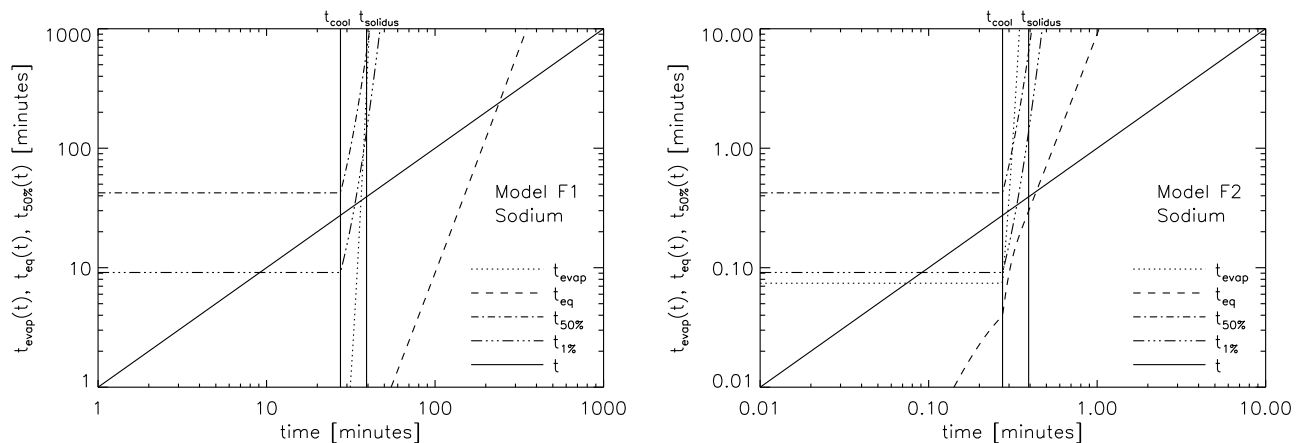 t_cool t_solidus
1000
100
10
1
t_evap(t), t_eq(t), t_50%(t) [minutes]
Model F1
Sodium
t_evap
t_eq
t_50%
t_1%
t
1 10 100 1000
time [minutes]
t_cool t_solidus
10.00
1.00
0.10
0.01
t_evap(t), t_eq(t), t_50%(t) [minutes]
Model F2
Sodium
t_evap
t_eq
t_50%
t_1%
t
0.01 0.10 1.00 10.00
time [minutes]